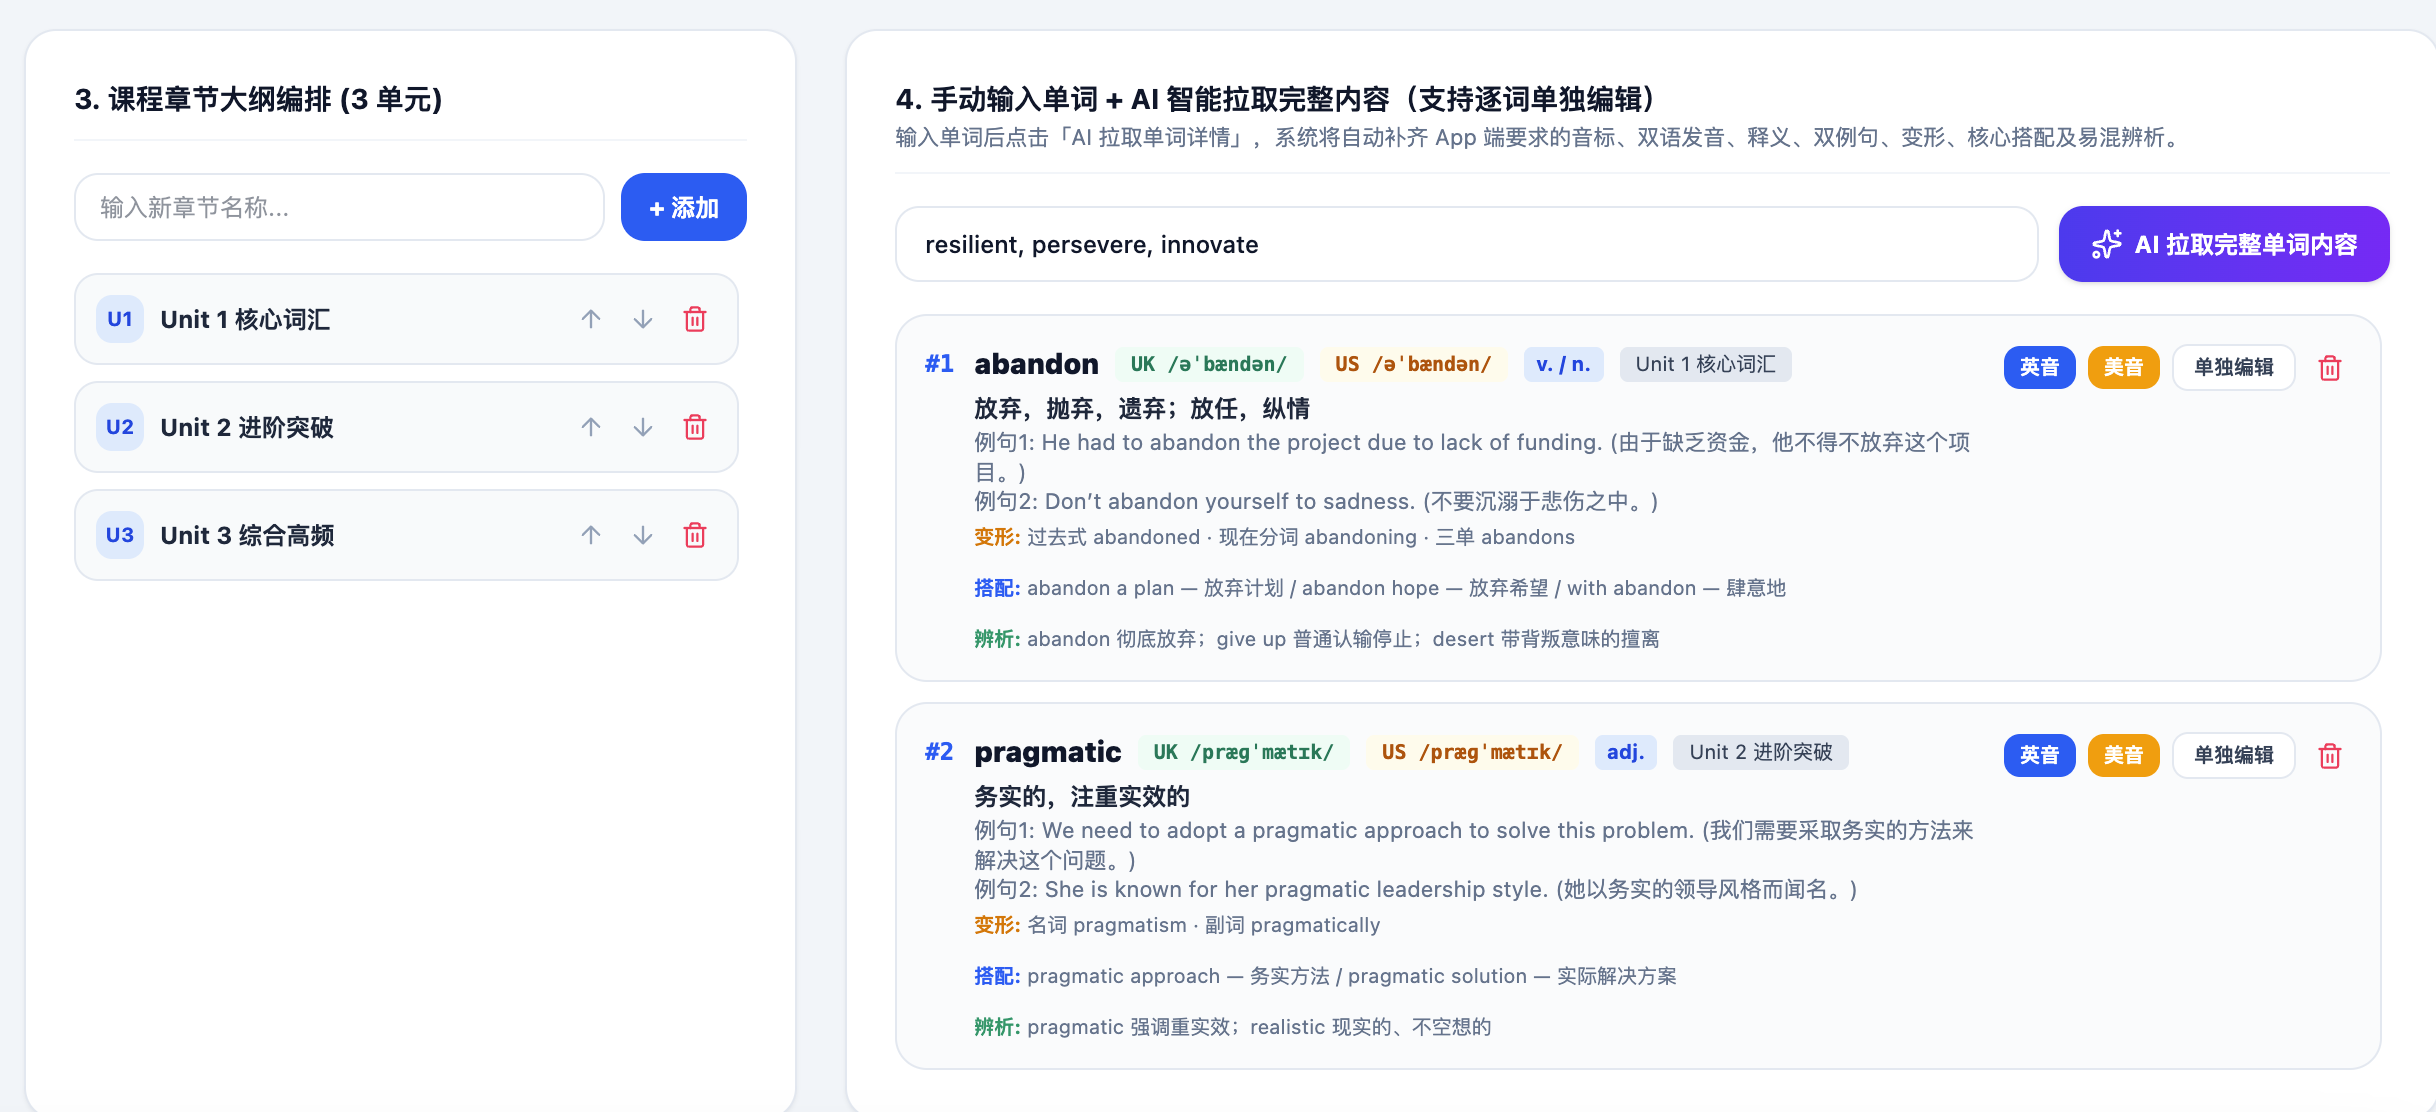 3. 课程章节大纲编排 (3 单元)
输入新章节名称...
+ 添加
U1 Unit 1 核心词汇
U2 Unit 2 进阶突破
U3 Unit 3 综合高频
4. 手动输入单词 + AI 智能拉取完整内容（支持逐词单独编辑）
输入单词后点击「AI 拉取单词详情」，系统将自动补齐 App 端要求的音标、双语发音、释义、双例句、变形、核心搭配及易混辨析。
resilient, persevere, innovate
AI 拉取完整单词内容
#1 abandon UK /əˈbændən/ US /əˈbændən/ v. / n. Unit 1 核心词汇 英音 美音 单独编辑
放弃，抛弃，遗弃；放任，纵情
例句1: He had to abandon the project due to lack of funding. (由于缺乏资金，他不得不放弃这个项
目。)
例句2: Don’t abandon yourself to sadness. (不要沉溺于悲伤之中。)
变形: 过去式 abandoned · 现在分词 abandoning · 三单 abandons
搭配: abandon a plan — 放弃计划 / abandon hope — 放弃希望 / with abandon — 肆意地
辨析: abandon 彻底放弃；give up 普通认输停止；desert 带背叛意味的擅离
#2 pragmatic UK /præɡˈmætɪk/ US /præɡˈmætɪk/ adj. Unit 2 进阶突破 英音 美音 单独编辑
务实的，注重实效的
例句1: We need to adopt a pragmatic approach to solve this problem. (我们需要采取务实的方法来
解决这个问题。)
例句2: She is known for her pragmatic leadership style. (她以务实的领导风格而闻名。)
变形: 名词 pragmatism · 副词 pragmatically
搭配: pragmatic approach — 务实方法 / pragmatic solution — 实际解决方案
辨析: pragmatic 强调重实效；realistic 现实的、不空想的